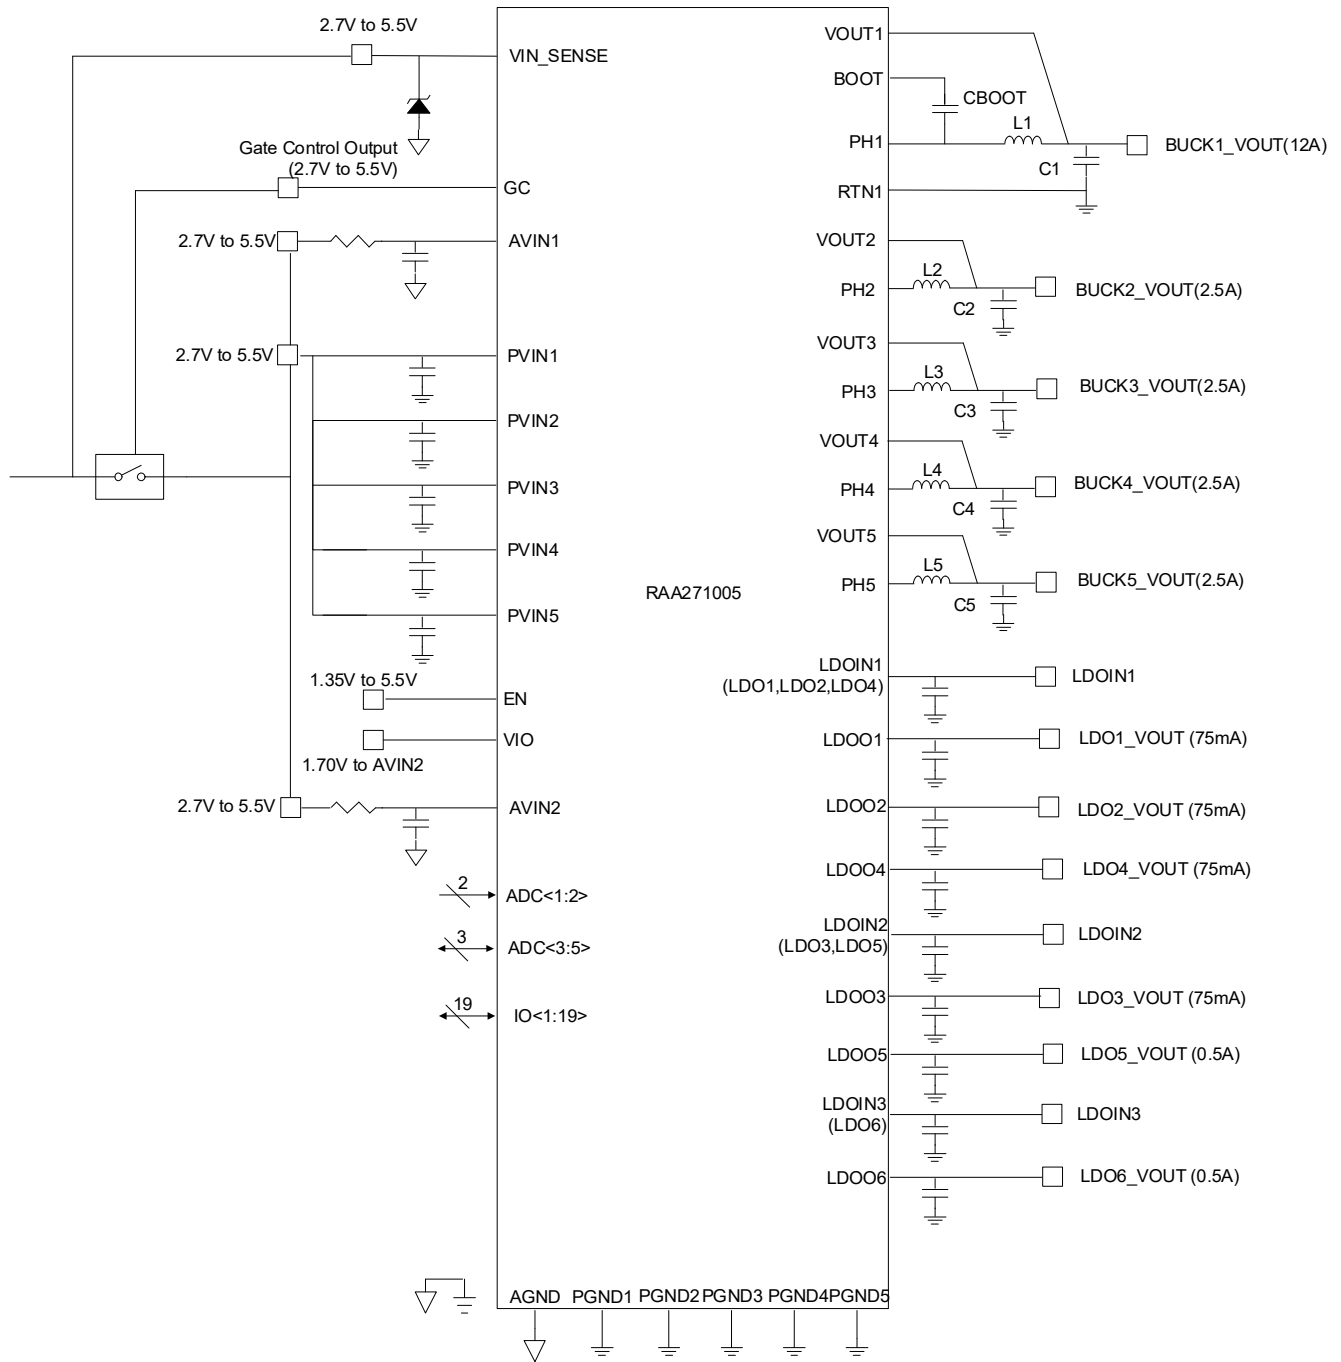 2.7V to 5.5V
VIN_SENSE
Gate Control Output
(2.7V to 5.5V)
GC
2.7V to 5.5V
AVIN1
2.7V to 5.5V
PVIN1
PVIN2
PVIN3
PVIN4
PVIN5
1.35V to 5.5V
EN
VIO
1.70V to AVIN2
2.7V to 5.5V
AVIN2
2
ADC<1:2>
3
ADC<3:5>
19
IO<1:19>
RAA271005
VOUT1
BOOT
CBOOT
L1
PH1
C1
BUCK1_VOUT(12A)
RTN1
VOUT2
L2
PH2
C2
BUCK2_VOUT(2.5A)
VOUT3
L3
PH3
C3
BUCK3_VOUT(2.5A)
VOUT4
L4
PH4
C4
BUCK4_VOUT(2.5A)
VOUT5
L5
PH5
C5
BUCK5_VOUT(2.5A)
LDOIN1
(LDO1,LDO2,LDO4)
LDOIN1
LDOO1
LDO1_VOUT (75mA)
LDOO2
LDO2_VOUT (75mA)
LDOO4
LDO4_VOUT (75mA)
LDOIN2
(LDO3,LDO5)
LDOIN2
LDOO3
LDO3_VOUT (75mA)
LDOO5
LDO5_VOUT (0.5A)
LDOIN3
(LDO6)
LDOIN3
LDOO6
LDO6_VOUT (0.5A)
AGND PGND1 PGND2 PGND3 PGND4 PGND5